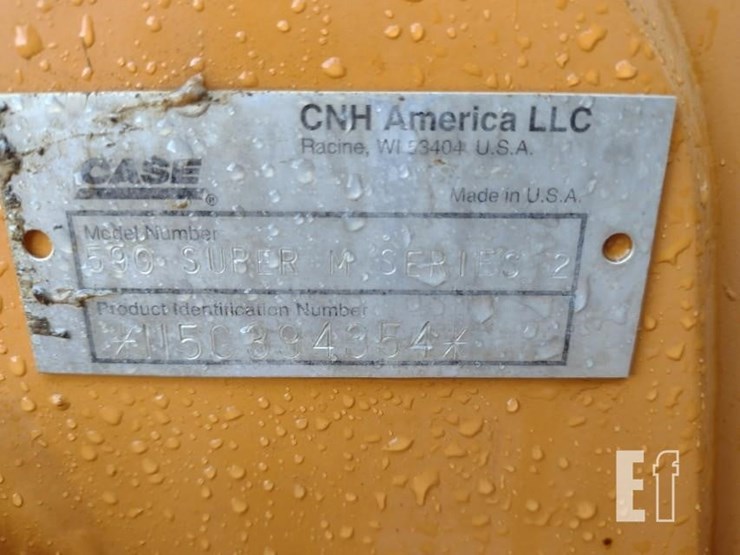 CNH America LLC
Racine, WI 53404 U.S.A.
CASE
®
Made in U.S.A.
Model Number
590 SUPER M SERIES 2
Product Identification Number
*N5C394354*
Ef